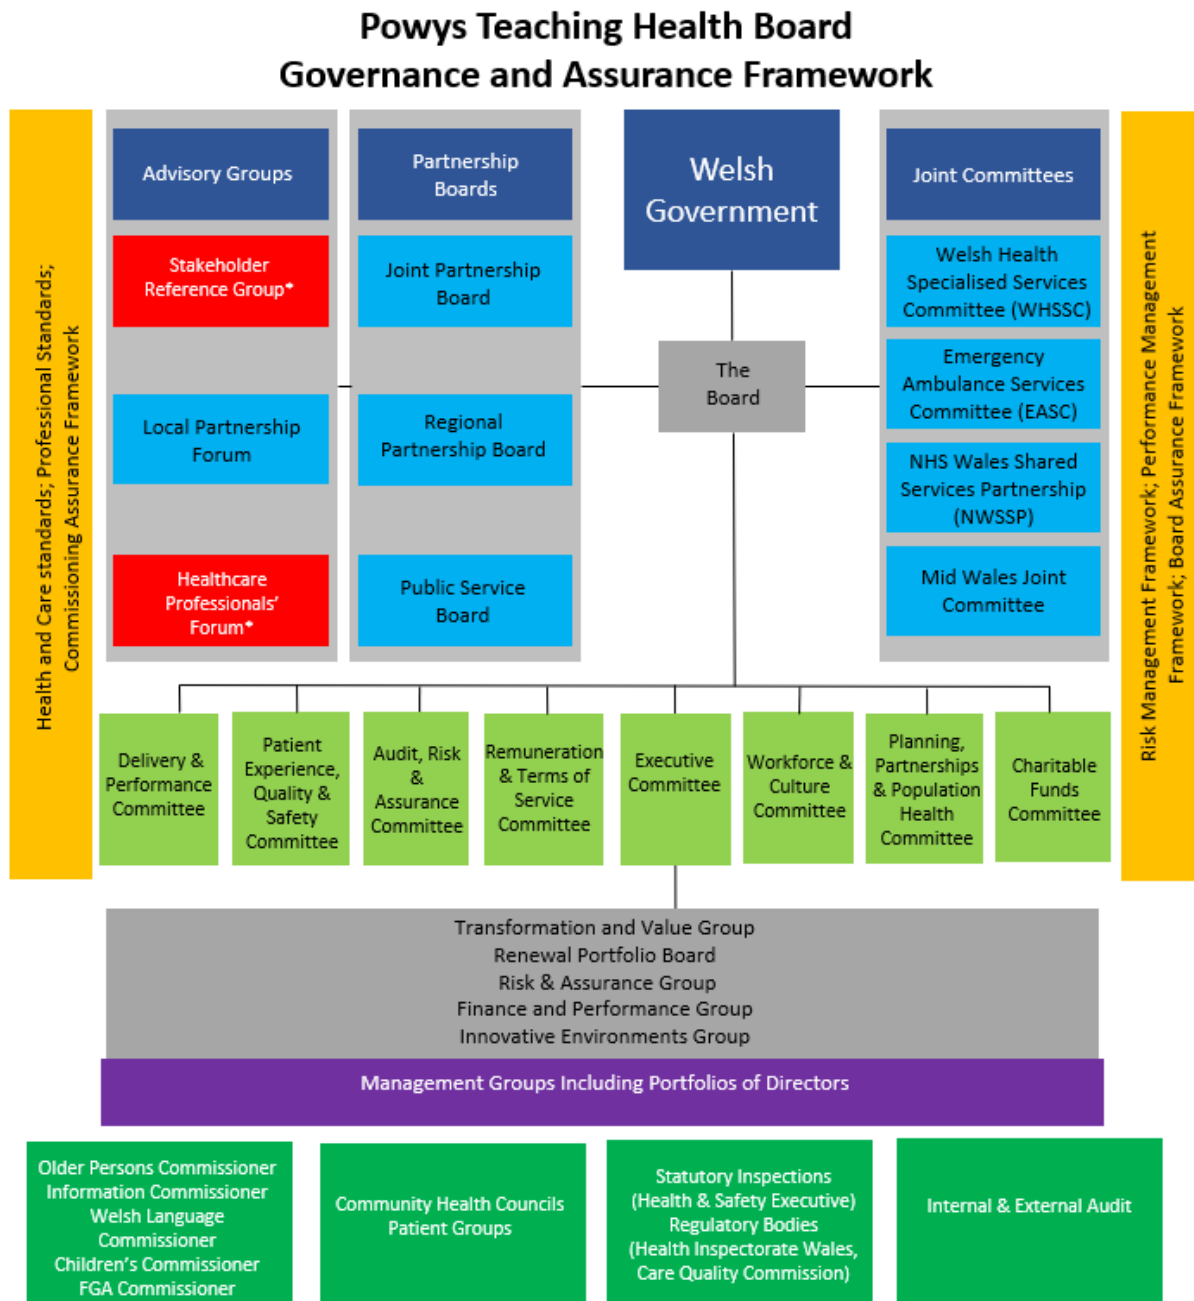 Powys Teaching Health Board
Governance and Assurance Framework
Health and Care standards; Professional Standards;
Commissioning Assurance Framework
Advisory Groups
Stakeholder
Reference Group*
Local Partnership
Forum
Healthcare
Professionals’
Forum*
Partnership
Boards
Joint Partnership
Board
Regional
Partnership Board
Public Service
Board
Welsh
Government
The
Board
Joint Committees
Welsh Health
Specialised Services
Committee (WHSSC)
Emergency
Ambulance Services
Committee (EASC)
NHS Wales Shared
Services Partnership
(NWSSP)
Mid Wales Joint
Committee
Risk Management Framework; Performance Management
Framework; Board Assurance Framework
Delivery &
Performance
Committee
Patient
Experience,
Quality &
Safety
Committee
Audit, Risk
&
Assurance
Committee
Remuneration
& Terms of
Service
Committee
Executive
Committee
Workforce &
Culture
Committee
Planning,
Partnerships
& Population
Health
Committee
Charitable
Funds
Committee
Transformation and Value Group
Renewal Portfolio Board
Risk & Assurance Group
Finance and Performance Group
Innovative Environments Group
Management Groups Including Portfolios of Directors
Older Persons Commissioner
Information Commissioner
Welsh Language
Commissioner
Children’s Commissioner
FGA Commissioner
Community Health Councils
Patient Groups
Statutory Inspections
(Health & Safety Executive)
Regulatory Bodies
(Health Inspectorate Wales,
Care Quality Commission)
Internal & External Audit